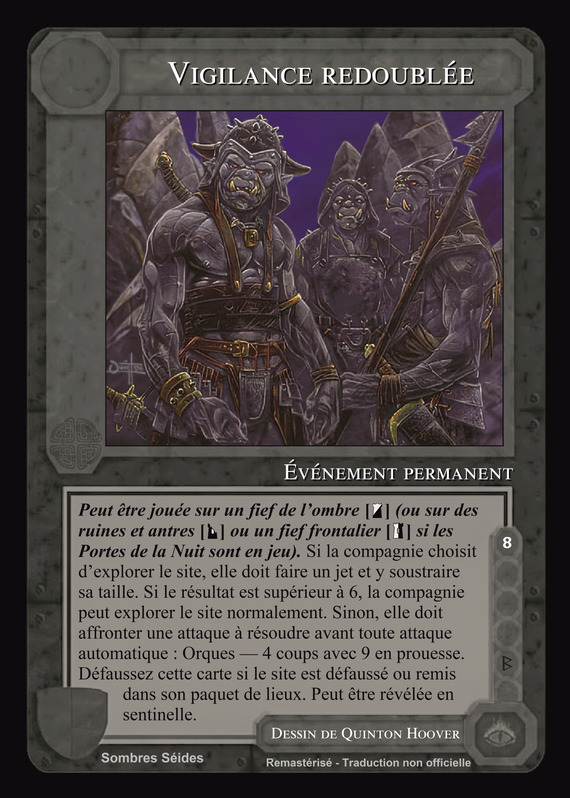 Vigilance redoublée
Événement permanent
Peut être jouée sur un fief de l'ombre [] (ou sur des
ruines et antres [] ou un fief frontalier [] si les
Portes de la Nuit sont en jeu). Si la compagnie choisit
d'explorer le site, elle doit faire un jet et y soustraire
sa taille. Si le résultat est supérieur à 6, la compagnie
peut explorer le site normalement. Sinon, elle doit
affronter une attaque à résoudre avant toute attaque
automatique : Orques — 4 coups avec 9 en prouesse.
Défaussez cette carte si le site est défaussé ou remis
dans son paquet de lieux. Peut être révélée en
sentinelle.
8
ᛒ
Dessin de Quinton Hoover
Sombres Séides
Remastérisé - Traduction non officielle